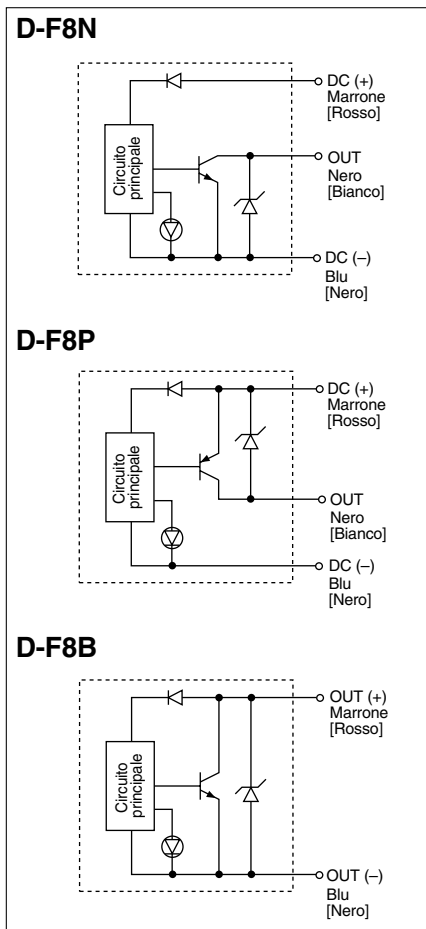 D-F8N
DC (+)
Marrone
[Rosso]
Circuito
principale
OUT
Nero
[Bianco]
DC (–)
Blu
[Nero]
D-F8P
DC (+)
Marrone
[Rosso]
Circuito
principale
OUT
Nero
[Bianco]
DC (–)
Blu
[Nero]
D-F8B
OUT (+)
Marrone
[Rosso]
Circuito
principale
OUT (–)
Blu
[Nero]